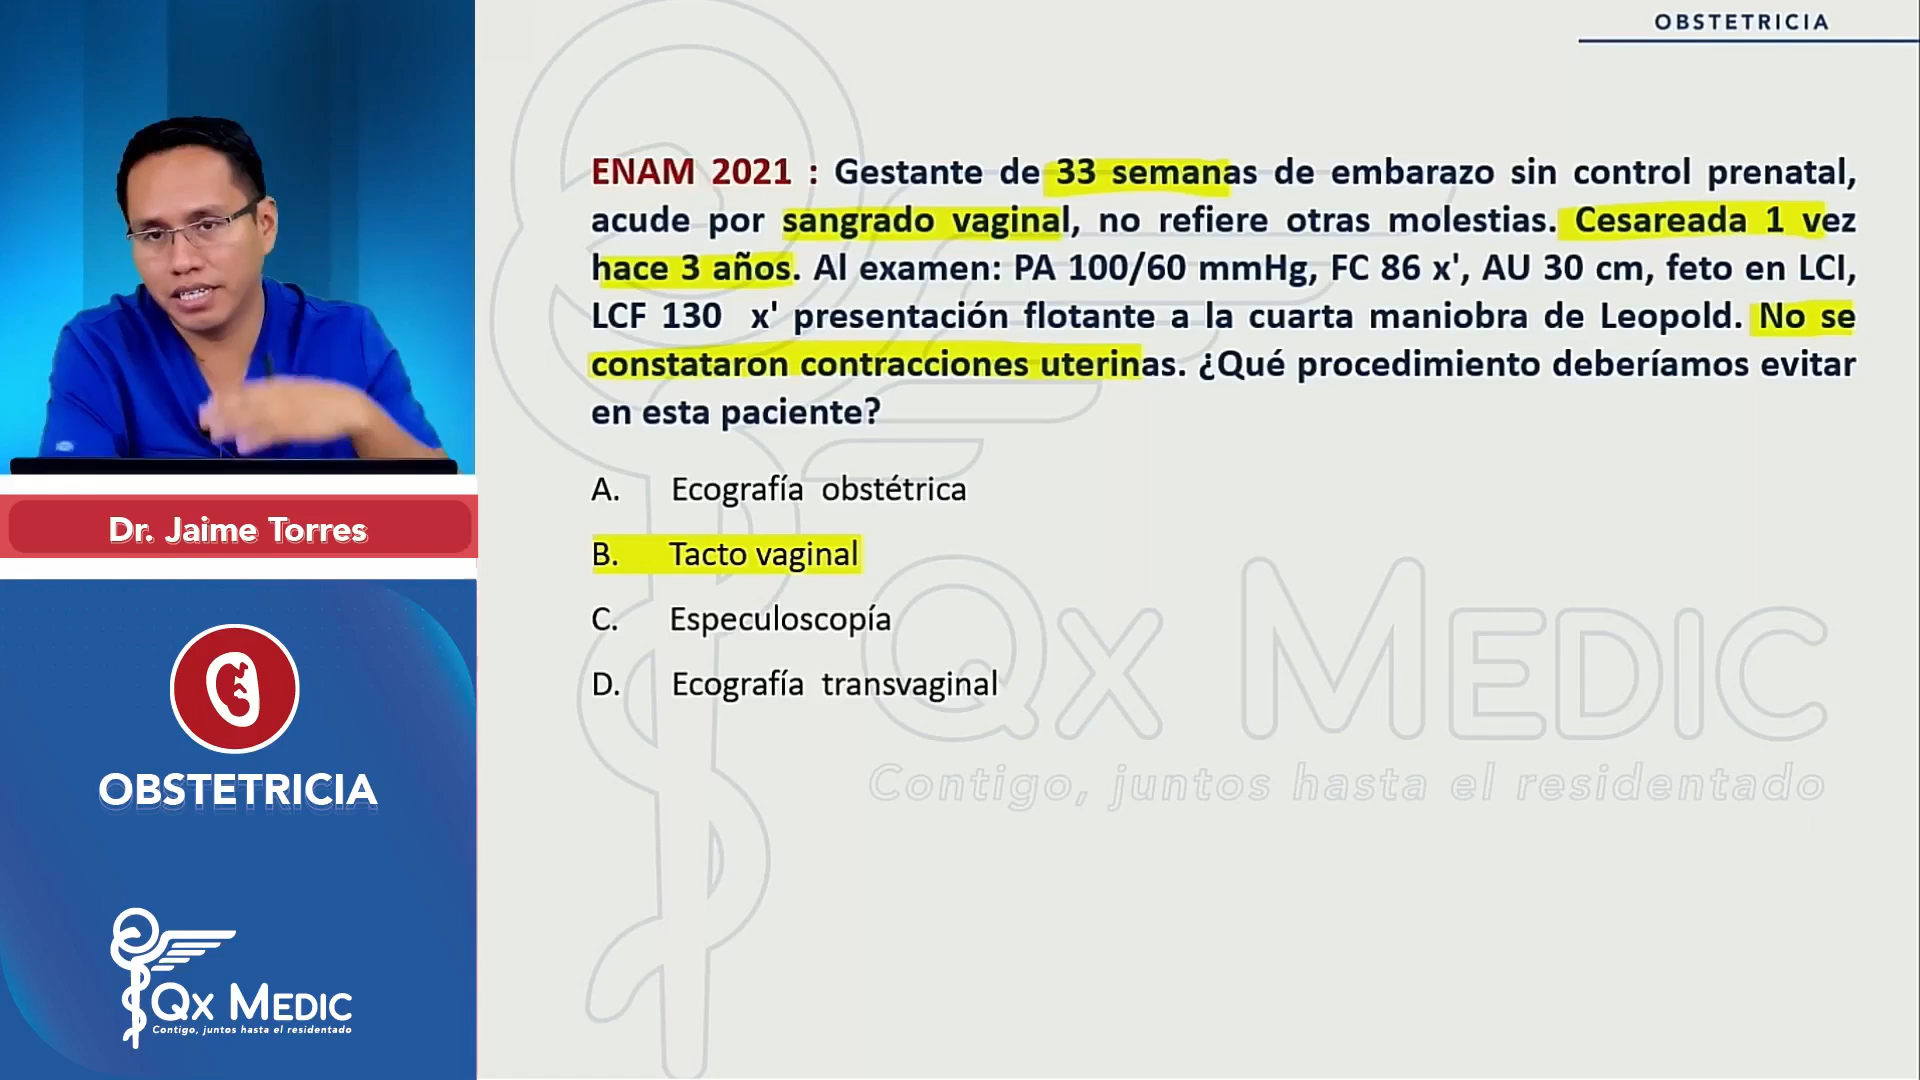 OBSTETRICIA
ENAM 2021 : Gestante de 33 semanas de embarazo sin control prenatal,
acude por sangrado vaginal, no refiere otras molestias. Cesareada 1 vez
hace 3 años. Al examen: PA 100/60 mmHg, FC 86 x', AU 30 cm, feto en LCI,
LCF 130 x' presentación flotante a la cuarta maniobra de Leopold. No se
constataron contracciones uterinas. ¿Qué procedimiento deberíamos evitar
en esta paciente?
A. Ecografía obstétrica
B. Tacto vaginal
C. Especuloscopía
D. Ecografía transvaginal
QX MEDIC
Contigo, juntos hasta el residentado
Dr. Jaime Torres
OBSTETRICIA
QX MEDIC
Contigo, juntos hasta el residentado